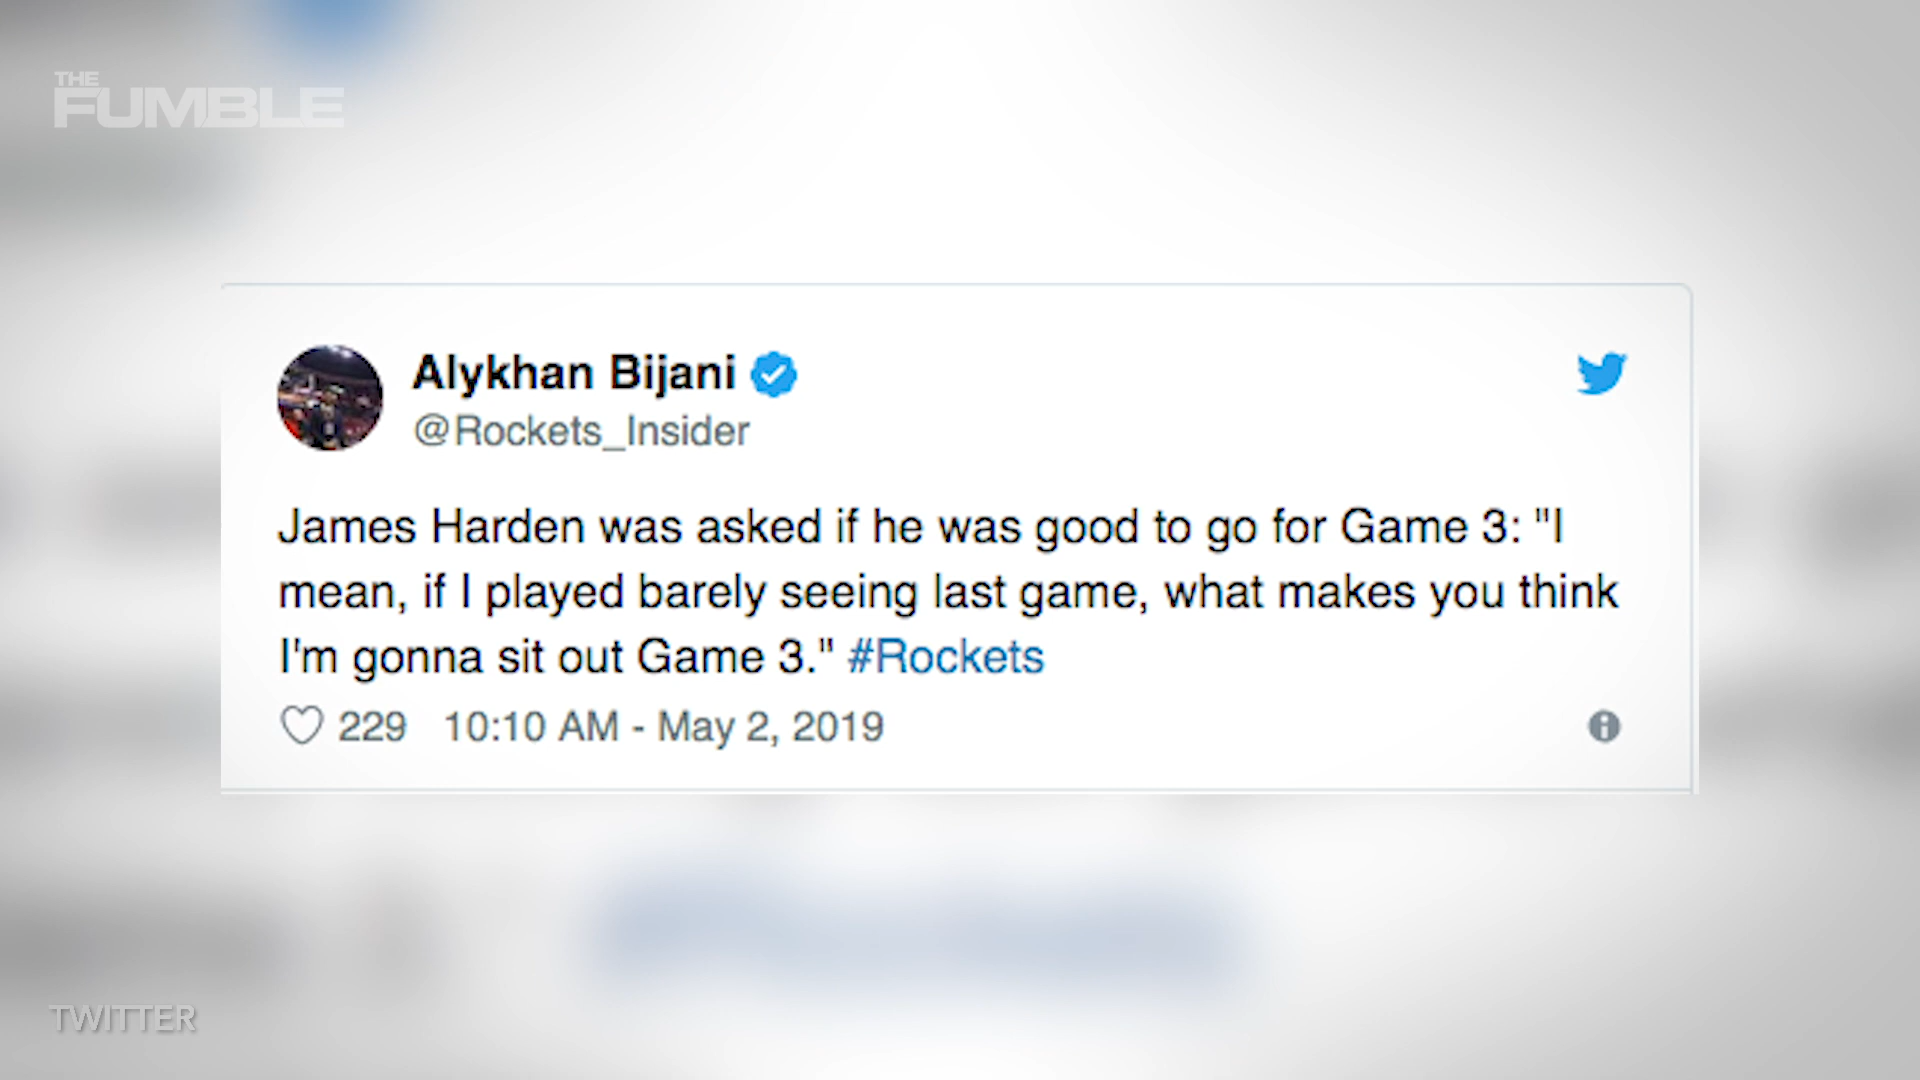 THE
FUMBLE
Alykhan Bijani
@Rockets_Insider
James Harden was asked if he was good to go for Game 3: "I
mean, if I played barely seeing last game, what makes you think
I'm gonna sit out Game 3." #Rockets
229 10:10 AM - May 2, 2019
TWITTER